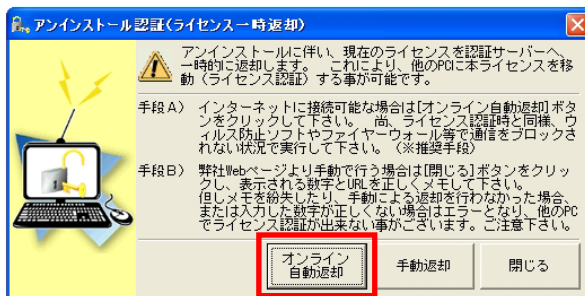 アンインストール認証(ライセンス一時返却)
アンインストールに伴い、現在のライセンスを認証サーバーへ、
一時的に返却します。 これにより、他のPCに本ライセンスを移
動（ライセンス認証）する事が可能です。
手段A） インターネットに接続可能な場合は[オンライン自動返却]ボタ
ンをクリックして下さい。 尚、ライセンス認証時と同様、ウ
ィルス防止ソフトやファイヤーウォール等で通信をブロックさ
れない状況で実行して下さい。（※推奨手段）
手段B） 弊社Webページより手動で行う場合は[閉じる]ボタンをクリッ
クし、表示される数字とURLを正しくメモして下さい。
但しメモを紛失したり、手動による返却を行わなかった場合、
または入力した数字が正しくない場合はエラーとなり、他のPC
でライセンス認証が出来ない事がございます。ご注意下さい。
オンライン
自動返却
手動返却
閉じる